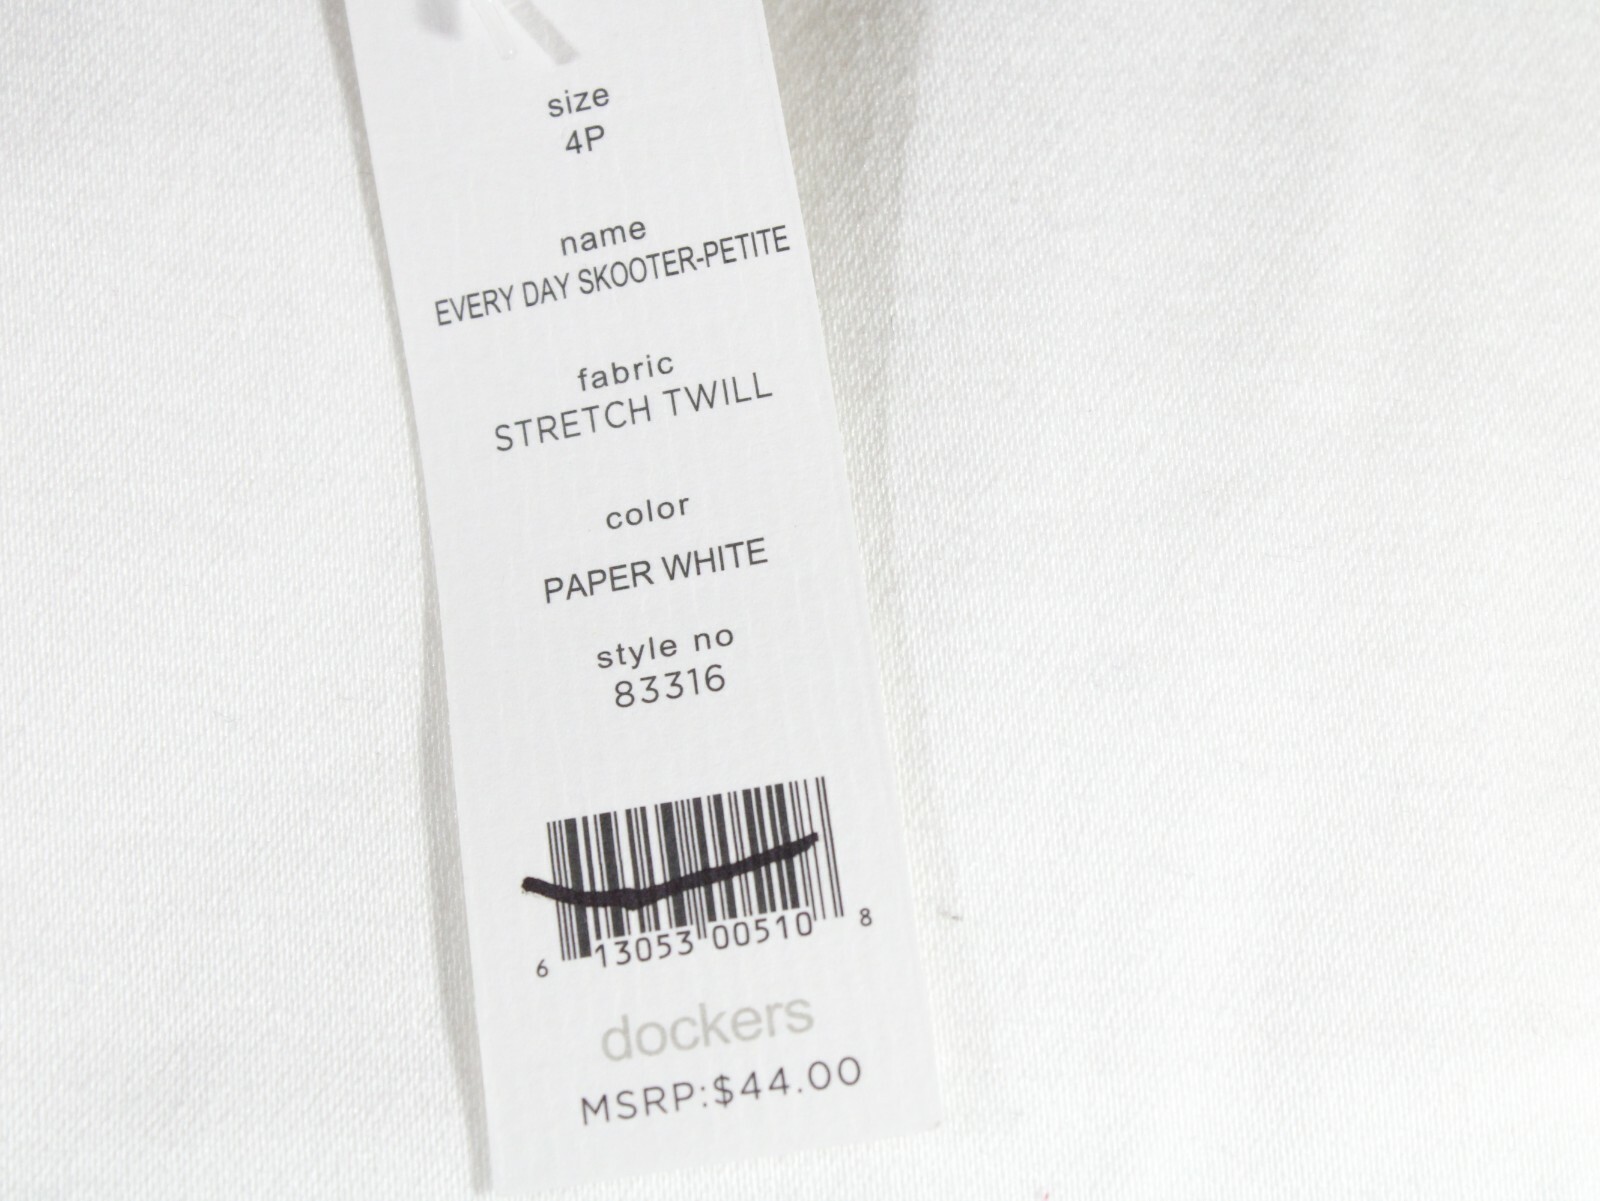 size
4P
name
EVERY DAY SKOOTER-PETITE
fabric
STRETCH TWILL
color
PAPER WHITE
style no
83316
6 13053 00510 8
dockers
MSRP:$44.00